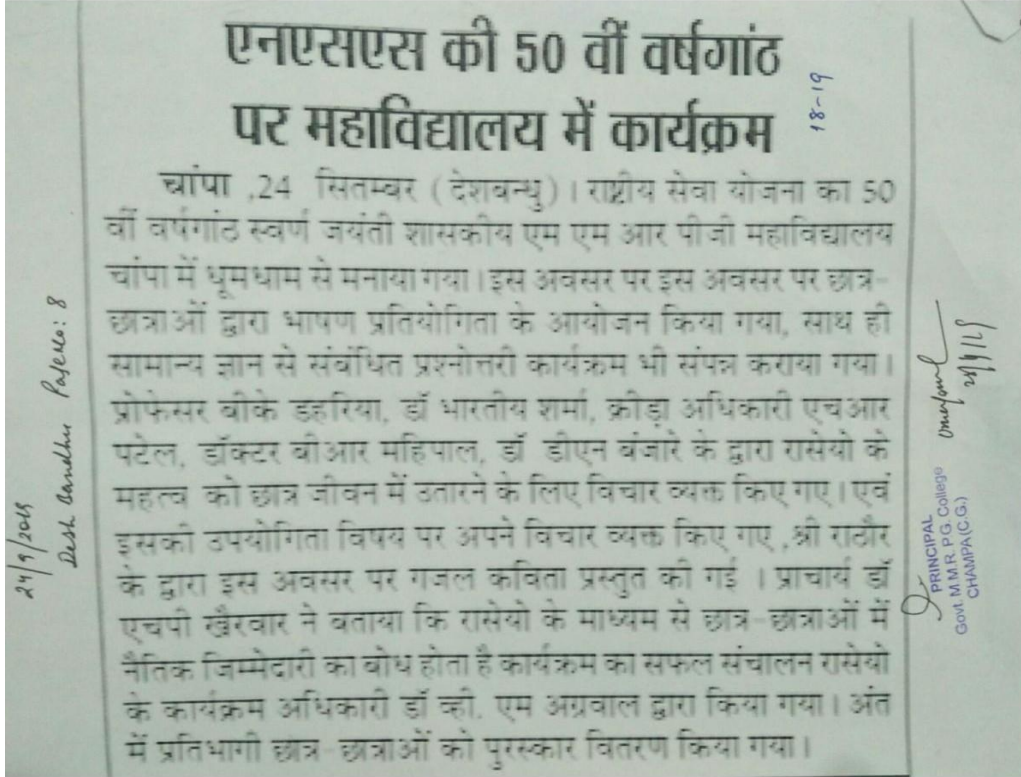 एनएसएस की 50 वीं वर्षगांठ
पर महाविद्यालय में कार्यक्रम
18-19
चांपा ,24 सितम्बर (देशबन्धु)। राष्ट्रीय सेवा योजना का 50
वीं वर्षगांठ स्वर्ण जयंती शासकीय एम एम आर पीजी महाविद्यालय
चांपा में धूमधाम से मनाया गया।इस अवसर पर इस अवसर पर छात्र-
छात्राओं द्वारा भाषण प्रतियोगिता के आयोजन किया गया, साथ ही
सामान्य ज्ञान से संबंधित प्रश्नोत्तरी कार्यक्रम भी संपन्न कराया गया।
प्रोफेसर बीके डहरिया, डॉ भारतीय शर्मा, क्रीड़ा अधिकारी एचआर
पटेल, डॉक्टर बीआर महिपाल, डॉ डीएन बंजारे के द्वारा रासेयो के
महत्व को छात्र जीवन में उतारने के लिए विचार व्यक्त किए गए।एवं
इसकी उपयोगिता विषय पर अपने विचार व्यक्त किए गए ,श्री राठौर
के द्वारा इस अवसर पर गजल कविता प्रस्तुत की गई । प्राचार्य डॉ
एचपी खैरवार ने बताया कि रासेयो के माध्यम से छात्र-छात्राओं में
नैतिक जिम्मेदारी का बोध होता है कार्यक्रम का सफल संचालन रासेयो
के कार्यक्रम अधिकारी डॉ व्ही. एम अग्रवाल द्वारा किया गया। अंत
में प्रतिभागी छात्र-छात्राओं को पुरस्कार वितरण किया गया।
24/9/2018
Desh Bandhu Page No: 8
PRINCIPAL
Govt. M.M.R. P.G. College
CHAMPA(C.G.)